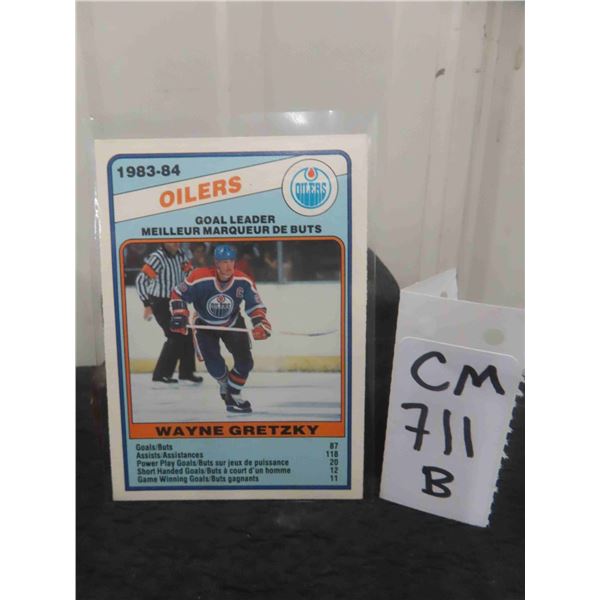 1983-84
OILERS
OILERS
GOAL LEADER
MEILLEUR MARQUEUR DE BUTS
OILERS
C
WAYNE GRETZKY
Goals/Buts 87
Assists/Assistances 118
Power Play Goals/Buts sur jeux de puissance 20
Short Handed Goals/Buts à court d'un homme 12
Game Winning Goals/Buts gagnants 11
CM
711
B